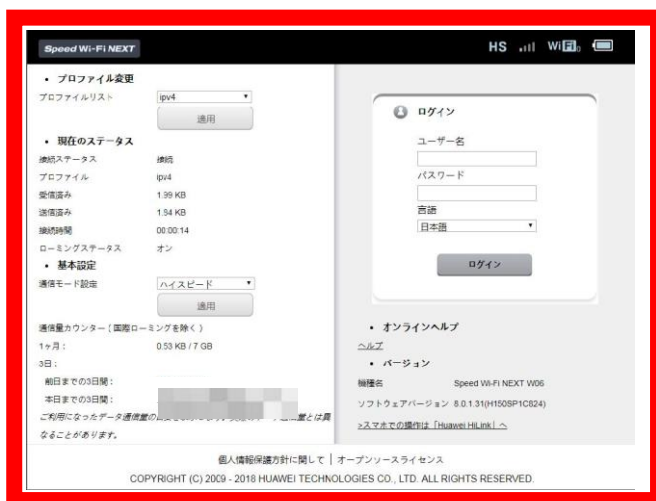 Speed Wi-Fi NEXT
HS WiFi 0
• プロファイル変更
プロファイルリスト ipv4
適用
• 現在のステータス
接続ステータス 接続
プロファイル ipv4
受信済み 1.99 KB
送信済み 1.94 KB
接続時間 00:00:14
ローミングステータス オン
• 基本設定
通信モード設定 ハイスピード
適用
通信量カウンター ( 国際ローミングを除く )
1ヶ月 : 0.53 KB / 7 GB
3日 :
前日までの3日間 :
本日までの3日間 :
ご利用になったデータ通信量の
量とは異
なることがあります。
ログイン
ユーザー名
パスワード
言語
日本語
ログイン
• オンラインヘルプ
ヘルプ
• バージョン
機種名 Speed Wi-Fi NEXT W06
ソフトウェアバージョン 8.0.1.31(H150SP1C824)
>スマホでの操作は「Huawei HiLink」へ
個人情報保護方針に関して | オープンソースライセンス
COPYRIGHT (C) 2009 - 2018 HUAWEI TECHNOLOGIES CO., LTD. ALL RIGHTS RESERVED.